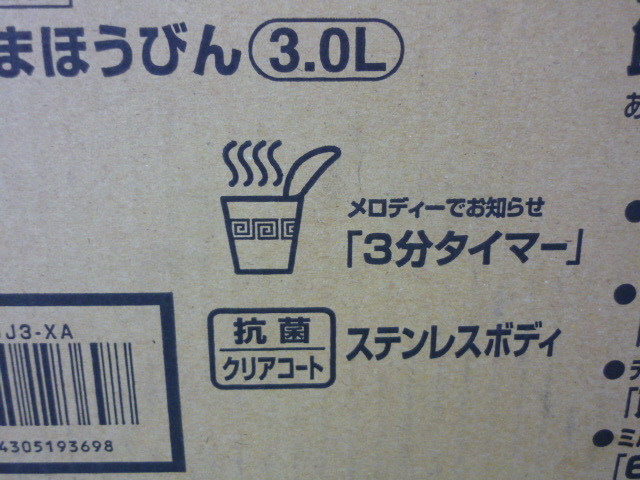 まほうびん 3.0L
メロディーでお知らせ
「3分タイマー」
抗菌
クリアコート
ステンレスボディ
J3-XA
4305193698